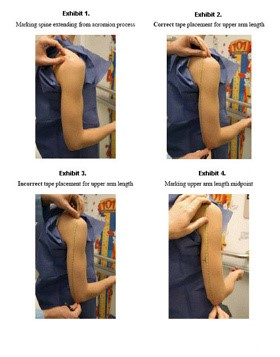 Exhibit 1.
Marking spine extending from acromion process
Exhibit 2.
Correct tape placement for upper arm length
Exhibit 3.
Incorrect tape placement for upper arm length
Exhibit 4.
Marking upper arm length midpoint